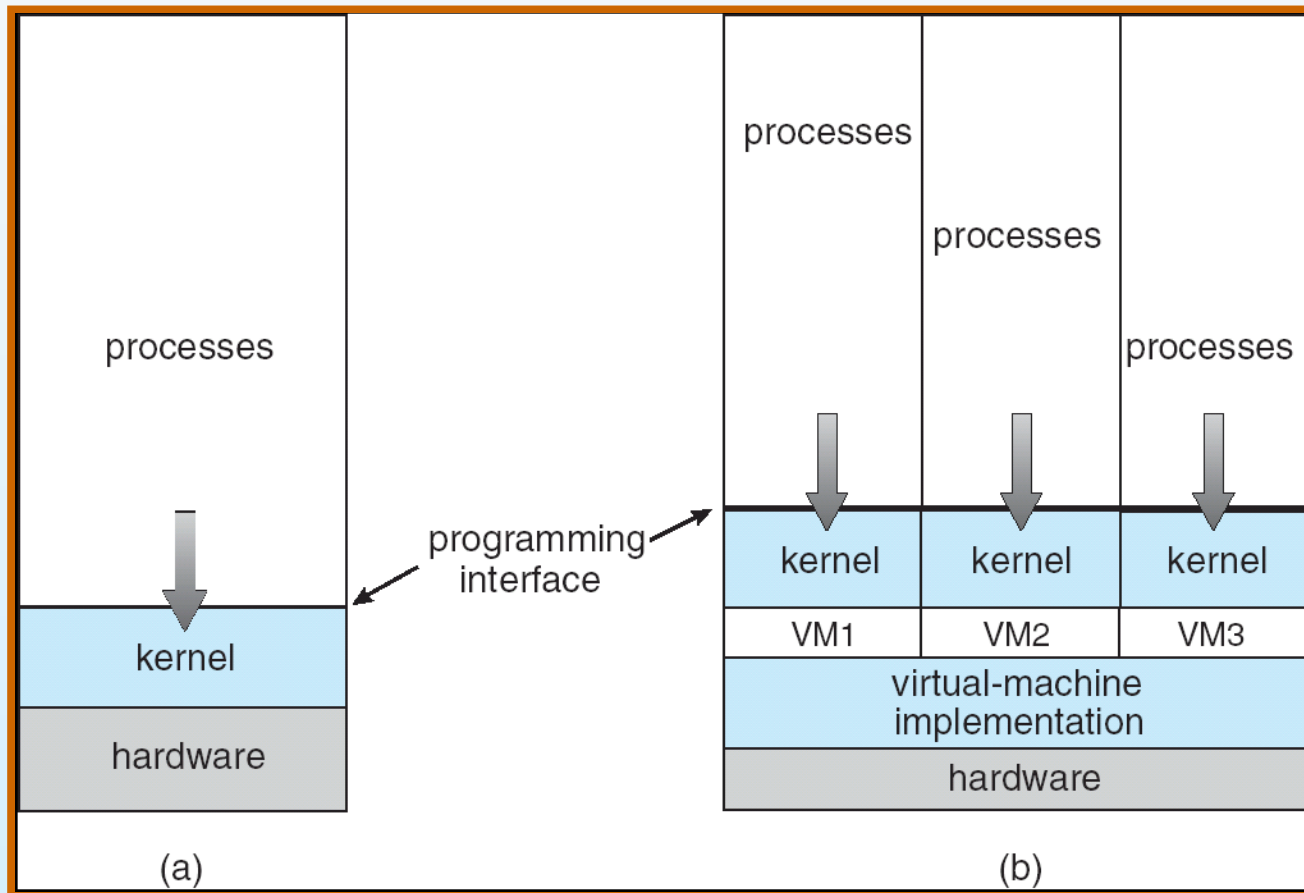 processes
kernel
hardware
(a)
programming
interface
processes
processes
processes
kernel
kernel
kernel
VM1
VM2
VM3
virtual-machine
implementation
hardware
(b)